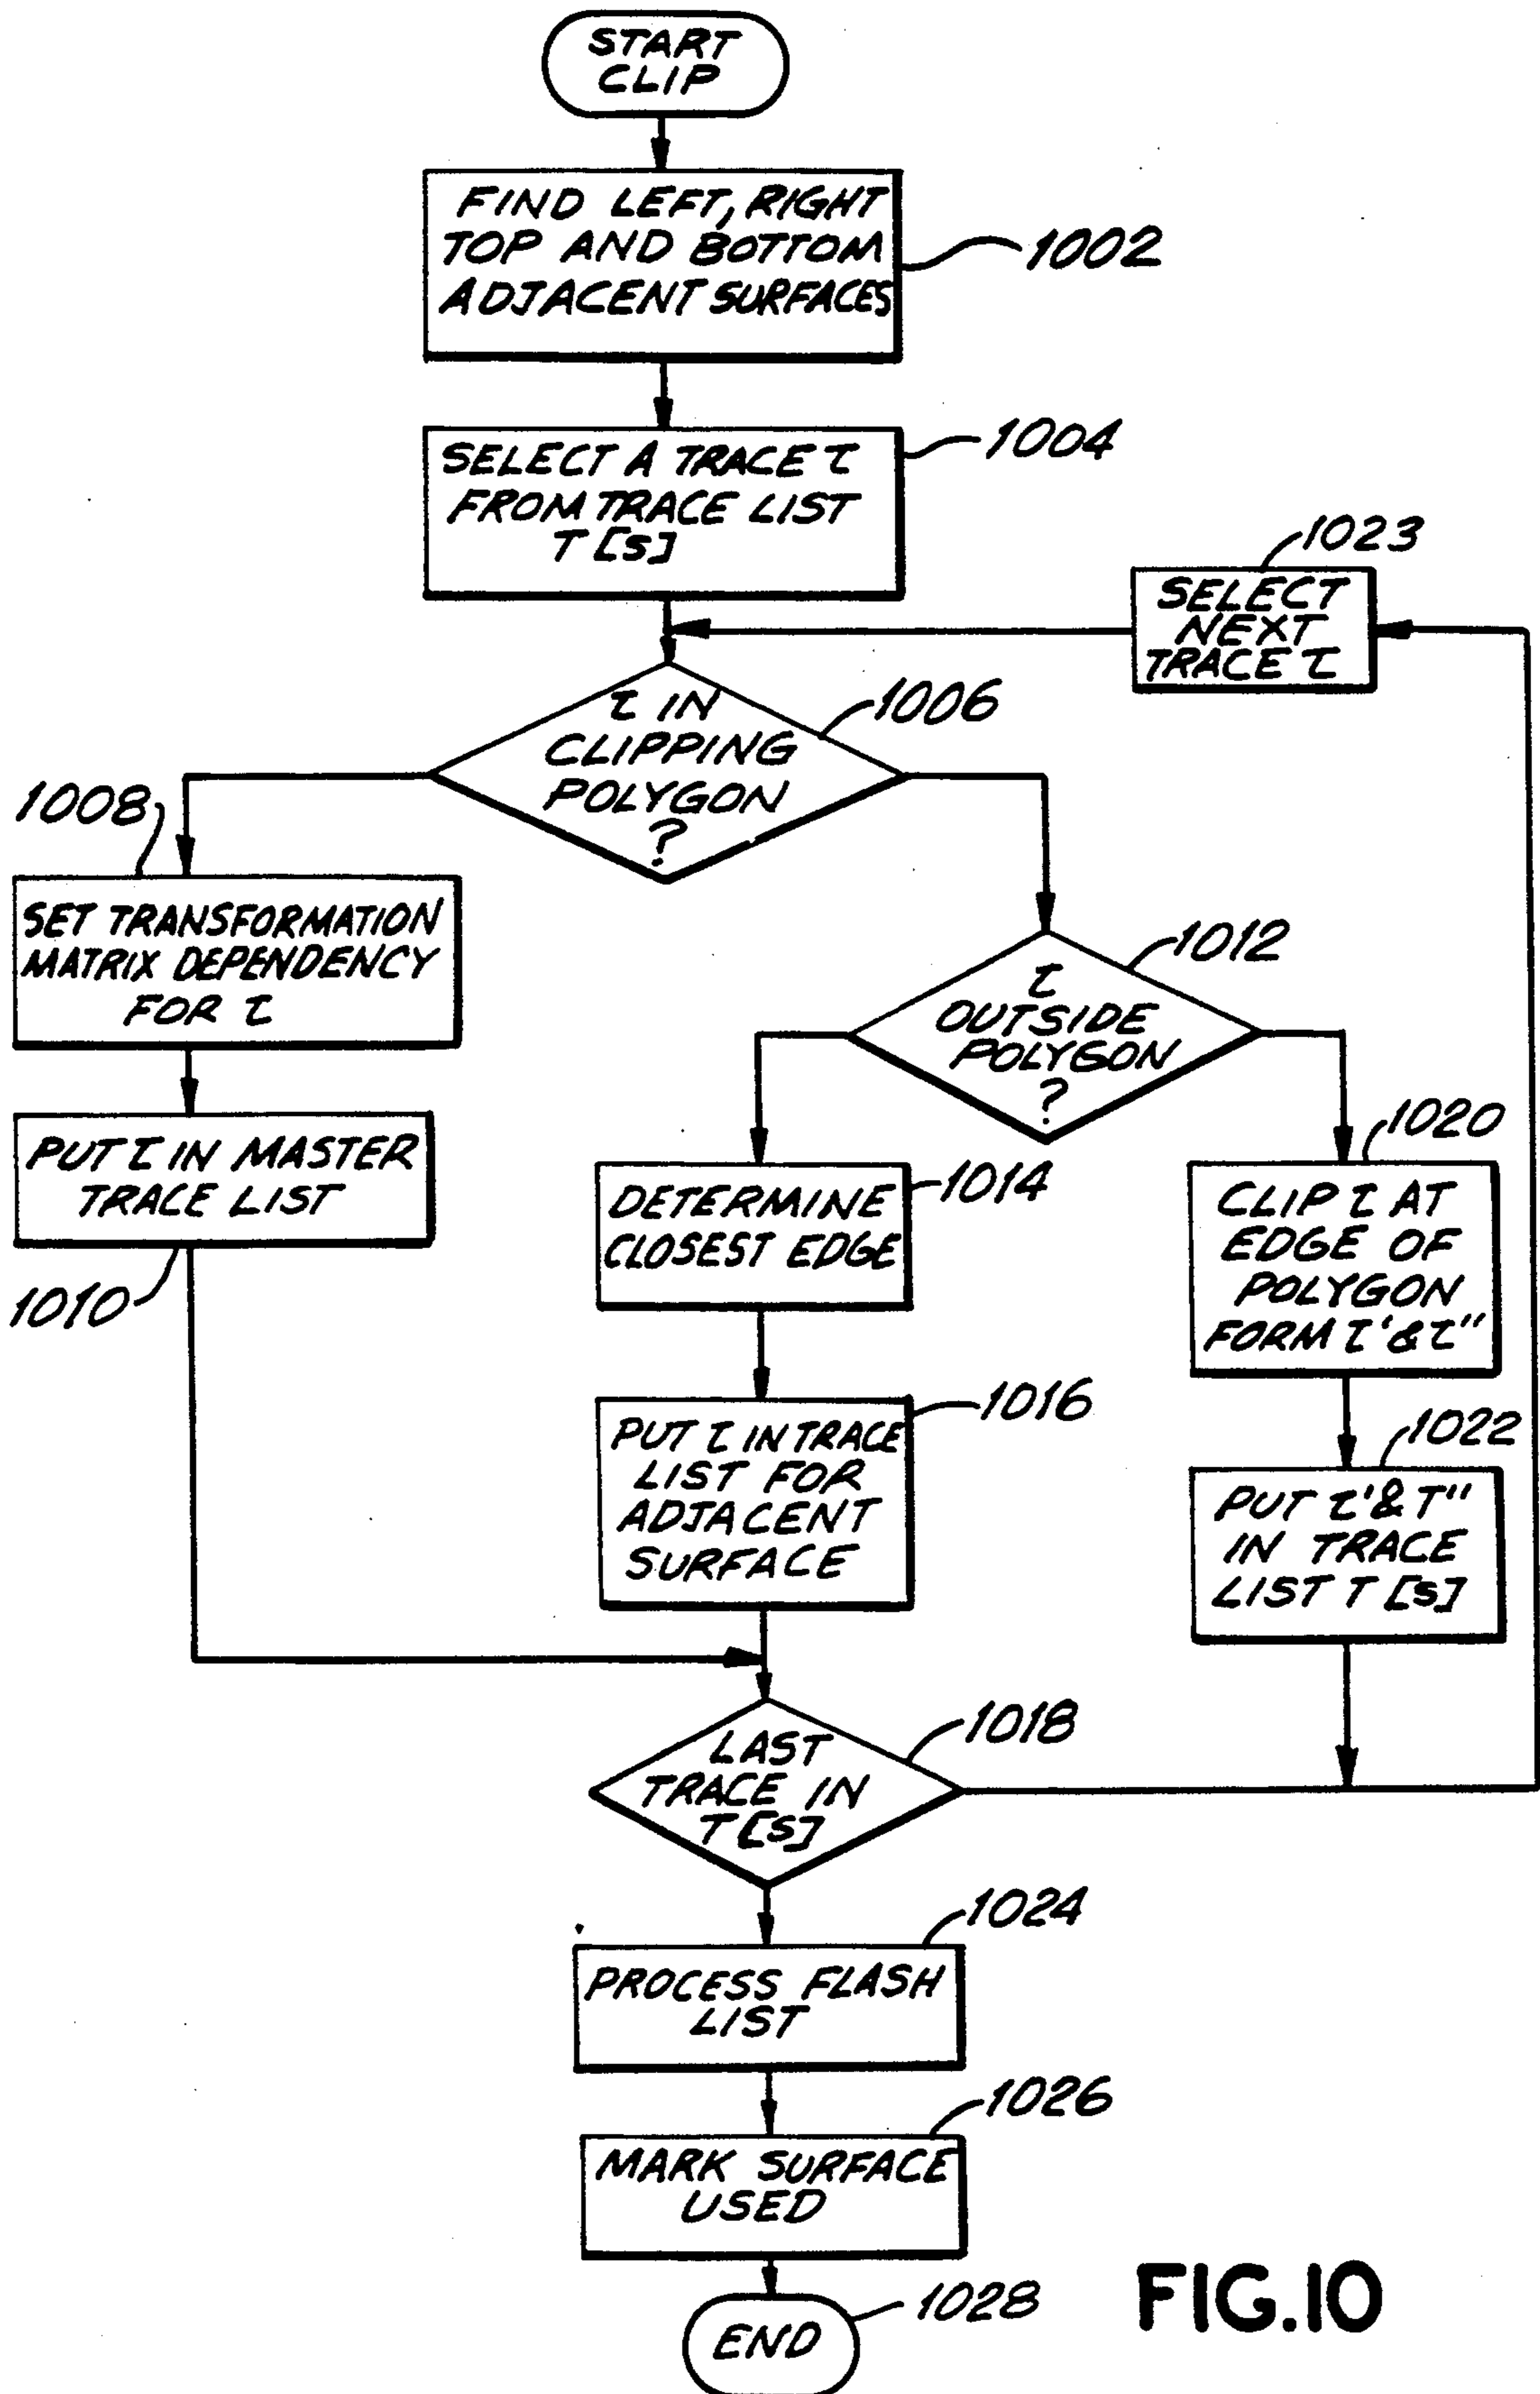 START
CLIP
FIND LEFT, RIGHT
TOP AND BOTTOM
ADJACENT SURFACES
1002
SELECT A TRACE τ
FROM TRACE LIST
T [S]
1004
1023
SELECT
NEXT
TRACE τ
τ IN
CLIPPING
POLYGON
?
1006
1008
SET TRANSFORMATION
MATRIX DEPENDENCY
FOR τ
τ
OUTSIDE
POLYGON
?
1012
PUT τ IN MASTER
TRACE LIST
1010
DETERMINE
CLOSEST EDGE
1014
1020
CLIP τ AT
EDGE OF
POLYGON
FORM τ' & τ"
PUT τ IN TRACE
LIST FOR
ADJACENT
SURFACE
1016
1022
PUT τ' & T"
IN TRACE
LIST T [S]
LAST
TRACE IN
T [S]
1018
1024
PROCESS FLASH
LIST
1026
MARK SURFACE
USED
END
1028
FIG.10